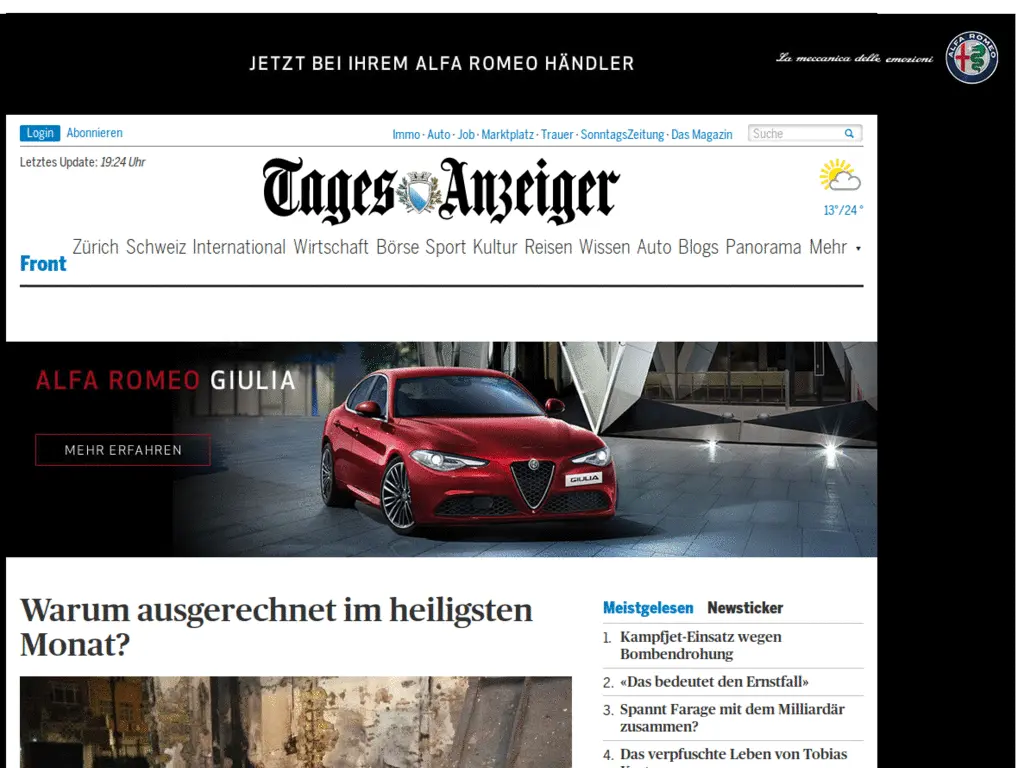 JETZT BEI IHREM ALFA ROMEO HÄNDLER
La meccanica delle emozioni
ALFA ROMEO
Login Abonnieren
Immo · Auto · Job · Marktplatz · Trauer · SonntagsZeitung · Das Magazin
Suche
Letztes Update: 19:24 Uhr
Tages Anzeiger
13°/24 °
Front Zürich Schweiz International Wirtschaft Börse Sport Kultur Reisen Wissen Auto Blogs Panorama Mehr
ALFA ROMEO GIULIA
MEHR ERFAHREN
GIULIA
Warum ausgerechnet im heiligsten
Monat?
Meistgelesen Newsticker
1. Kampfjet-Einsatz wegen
Bombendrohung
2. «Das bedeutet den Ernstfall»
3. Spannt Farage mit dem Milliardär
zusammen?
4. Das verpfuschte Leben von Tobias